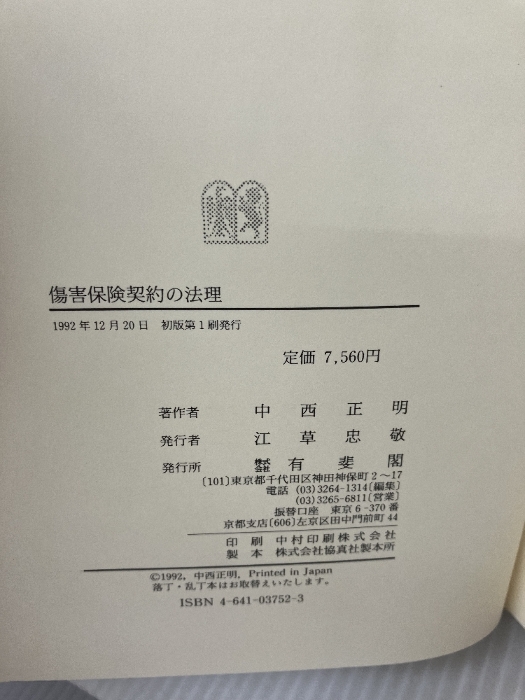 傷害保険契約の法理
1992年12月20日 初版第1刷発行
定価 7,560円
著作者 中西正明
発行者 江草忠敬
発行所 株式会社 有斐閣
〔101〕東京都千代田区神田神保町2〜17
電話 (03)3264-1314〔編集〕
(03)3265-6811〔営業〕
振替口座 東京6-370番
京都支店〔606〕左京区田中門前町44
印刷 中村印刷株式会社
製本 株式会社協真社製本所
©1992, 中西正明. Printed in Japan
落丁・乱丁本はお取替えいたします。
ISBN 4-641-03752-3